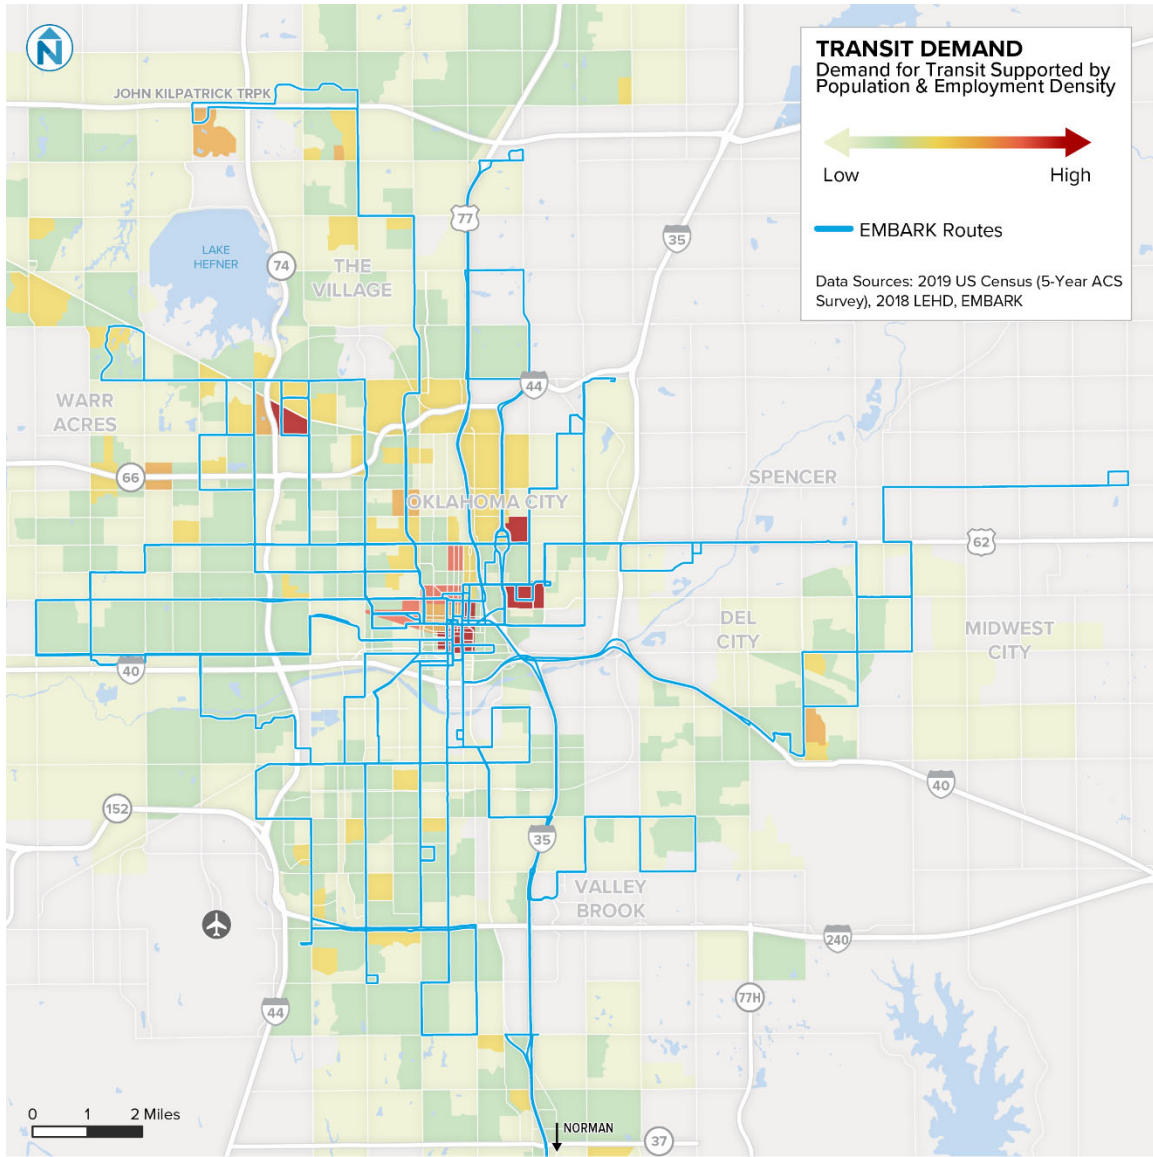 N
TRANSIT DEMAND
Demand for Transit Supported by
Population & Employment Density
Low
High
EMBARK Routes
Data Sources: 2019 US Census (5-Year ACS
Survey), 2018 LEHD, EMBARK
JOHN KILPATRICK TRPK
77
35
LAKE
HEFNER
74
THE
VILLAGE
44
WARR
ACRES
66
OKLAHOMA CITY
SPENCER
62
DEL
CITY
MIDWEST
CITY
40
40
152
35
VALLEY
BROOK
240
77H
44
0 1 2 Miles
NORMAN
37